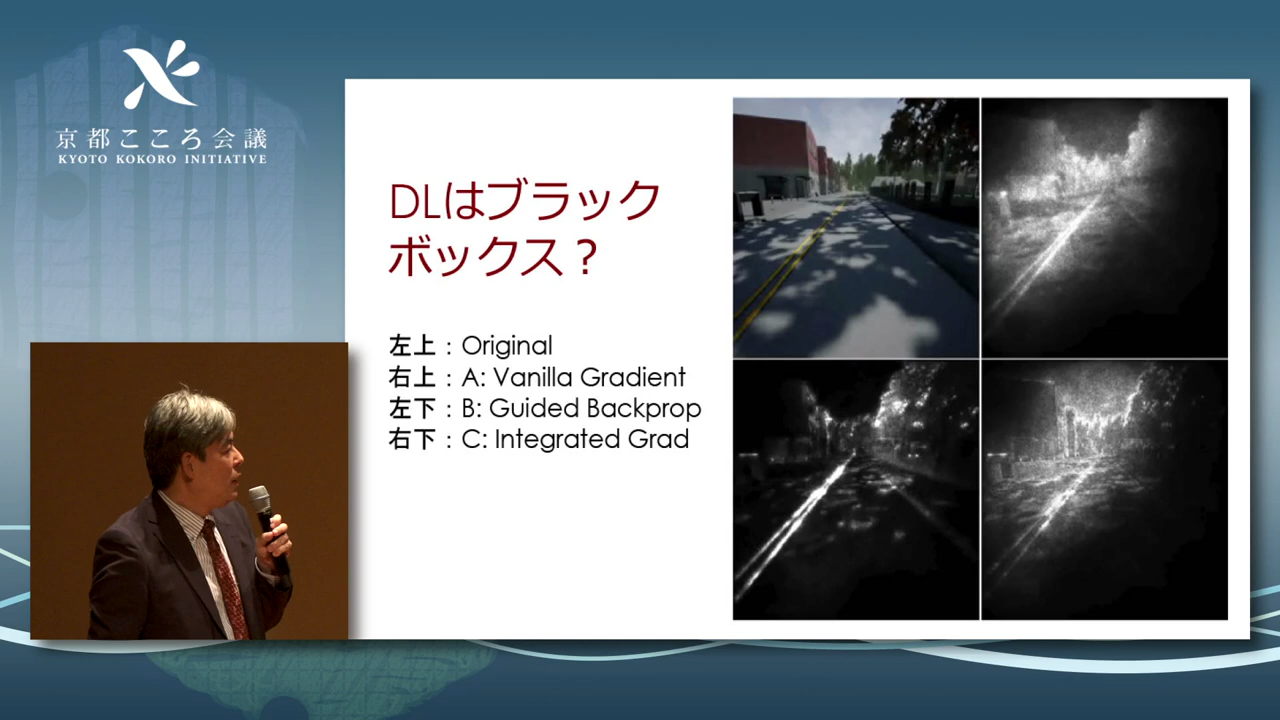 京都こころ会議
KYOTO KOKORO INITIATIVE
DLはブラック
ボックス？
左上：Original
右上：A: Vanilla Gradient
左下：B: Guided Backprop
右下：C: Integrated Grad